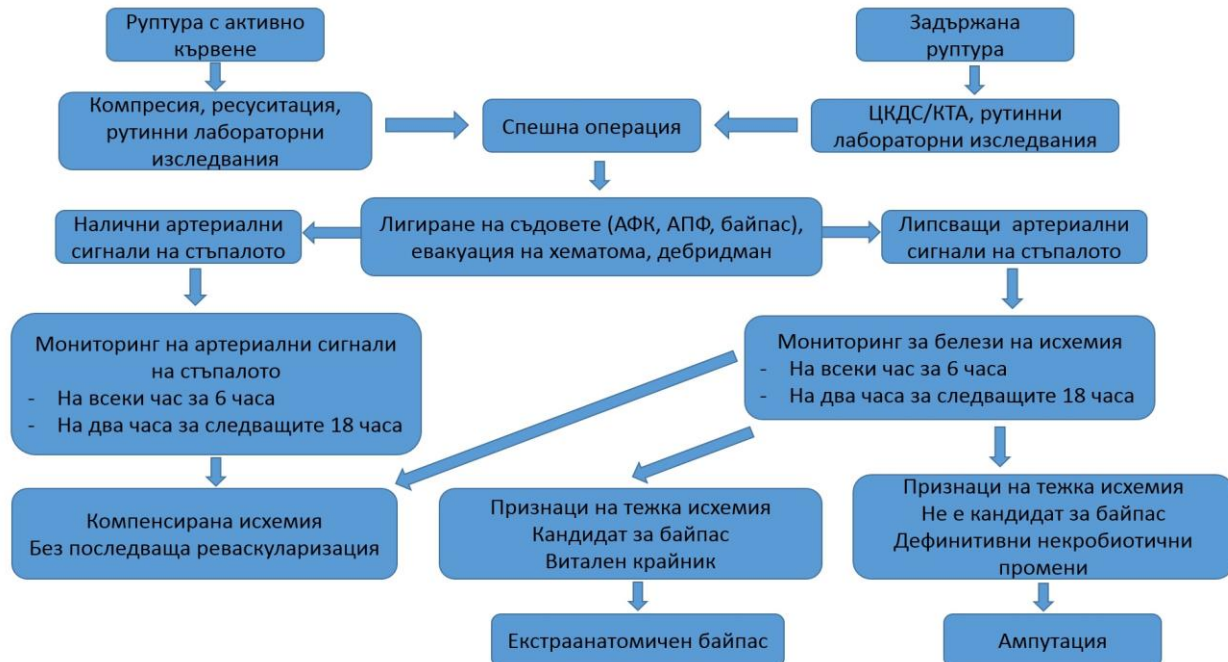 Руптура с активно
кървене
Задържана
руптура
Компресия, ресуситация,
рутинни лабораторни
изследвания
Спешна операция
ЦКДС/КТА, рутинни
лабораторни изследвания
Налични артериални
сигнали на стъпалото
Лигиране на съдовете (АФК, АПФ, байпас),
евакуация на хематома, дебридман
Липсващи артериални
сигнали на стъпалото
Мониторинг на артериални сигнали
на стъпалото
- На всеки час за 6 часа
- На два часа за следващите 18 часа
Мониторинг за белези на исхемия
- На всеки час за 6 часа
- На два часа за следващите 18 часа
Компенсирана исхемия
Без последваща реваскуларизация
Признаци на тежка исхемия
Кандидат за байпас
Витален крайник
Признаци на тежка исхемия
Не е кандидат за байпас
Дефинитивни некробиотични
промени
Екстраанатомичен байпас
Ампутация